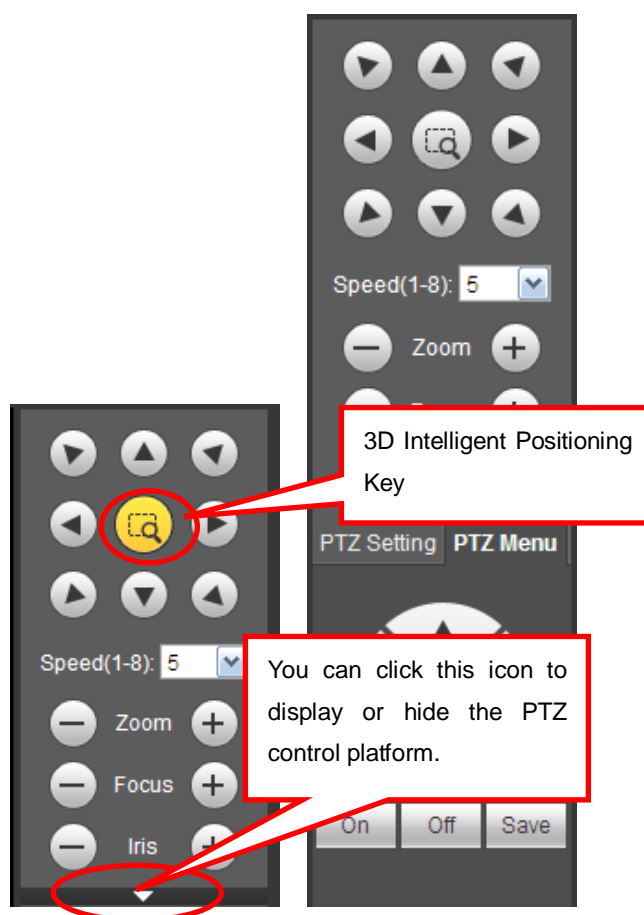 Speed(1-8): 5
Zoom
3D Intelligent Positioning
Key
PTZ Setting PTZ Menu
Speed(1-8): 5
Zoom
Focus
Iris
You can click this icon to
display or hide the PTZ
control platform.
On Off Save